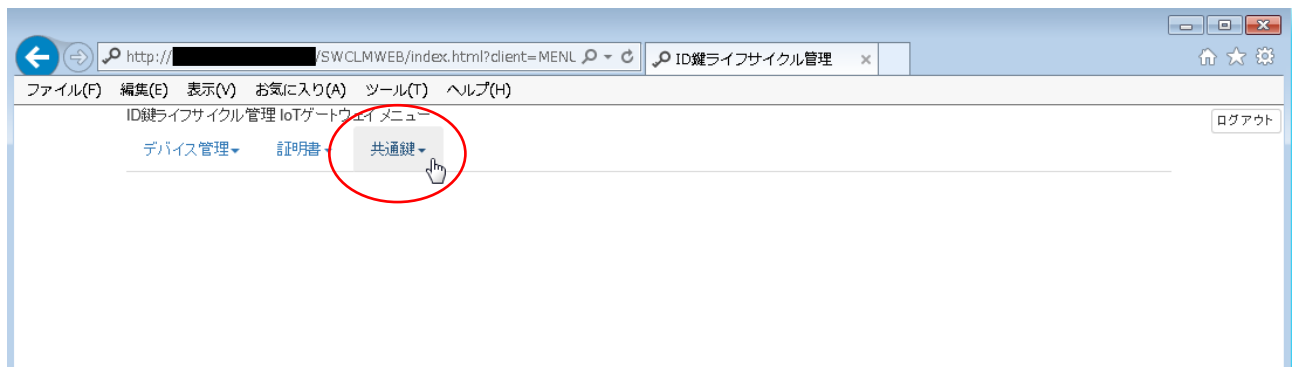 http:// /SWCLMWEB/index.html?client=MENU
ID鍵ライフサイクル管理
ファイル(F) 編集(E) 表示(V) お気に入り(A) ツール(T) ヘルプ(H)
ID鍵ライフサイクル管理 IoTゲートウェイ メニュー
ログアウト
デバイス管理 証明書 共通鍵